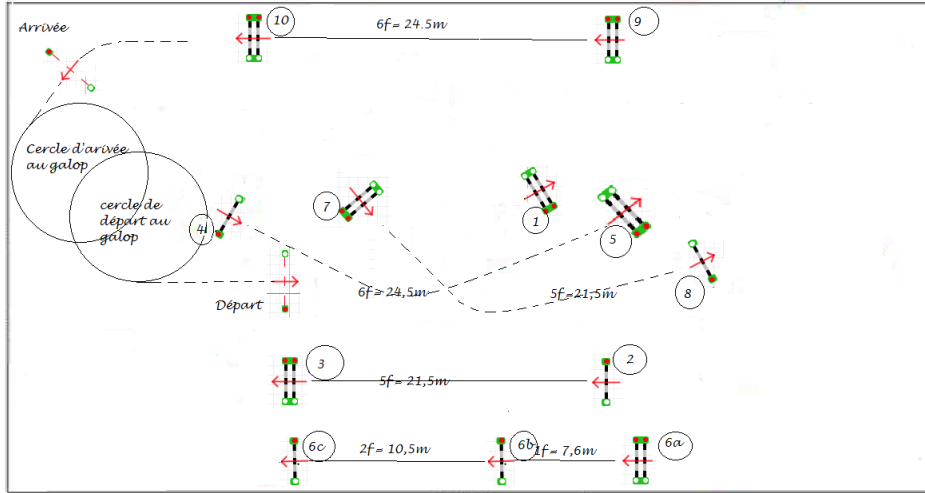 Arrivée
10
6f = 24.5m
9
Cercle d'arivée
au galop
cercle de
départ au
galop
4
7
1
5
8
6f = 24,5m
5f=21,5m
Départ
3
5f = 21,5m
2
6c
2f = 10,5m
6b
1f = 7,6m
6a